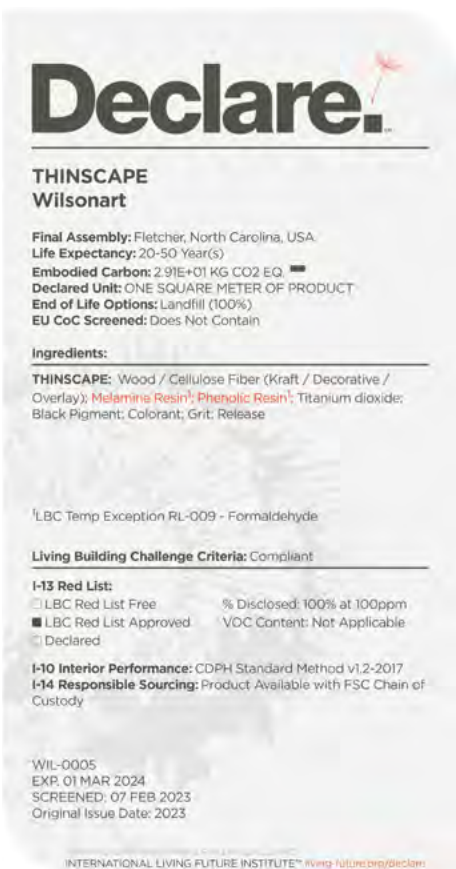 Declare.
THINSCAPE
Wilsonart
Final Assembly: Fletcher, North Carolina, USA
Life Expectancy: 20-50 Year(s)
Embodied Carbon: 2.91E+01 KG CO2 EQ.
Declared Unit: ONE SQUARE METER OF PRODUCT
End of Life Options: Landfill (100%)
EU CoC Screened: Does Not Contain
Ingredients:
THINSCAPE: Wood / Cellulose Fiber (Kraft / Decorative /
Overlay); Melamine Resin¹; Phenolic Resin¹; Titanium dioxide;
Black Pigment; Colorant; Grit; Release
¹LBC Temp Exception RL-009 - Formaldehyde
Living Building Challenge Criteria: Compliant
I-13 Red List:
LBC Red List Free % Disclosed: 100% at 100ppm
LBC Red List Approved VOC Content: Not Applicable
Declared
I-10 Interior Performance: CDPH Standard Method v1.2-2017
I-14 Responsible Sourcing: Product Available with FSC Chain of
Custody
WIL-0005
EXP. 01 MAR 2024
SCREENED: 07 FEB 2023
Original Issue Date: 2023
INTERNATIONAL LIVING FUTURE INSTITUTE™ living-future.org/declare